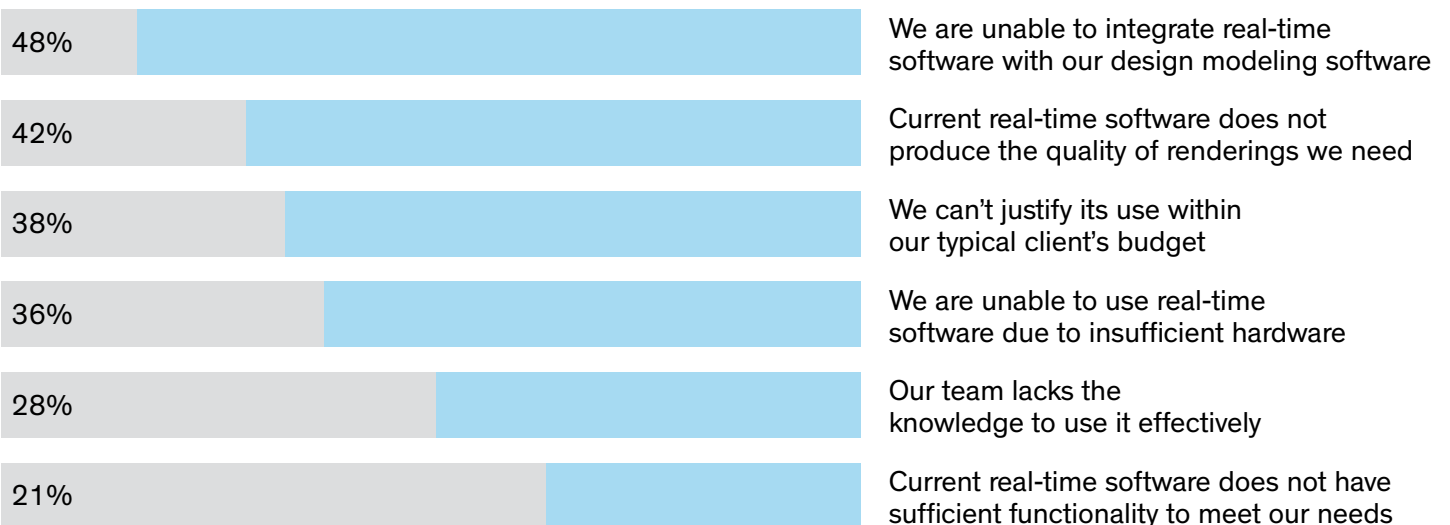 48%
We are unable to integrate real-time
software with our design modeling software
42%
Current real-time software does not
produce the quality of renderings we need
38%
We can’t justify its use within
our typical client’s budget
36%
We are unable to use real-time
software due to insufficient hardware
28%
Our team lacks the
knowledge to use it effectively
21%
Current real-time software does not have
sufficient functionality to meet our needs